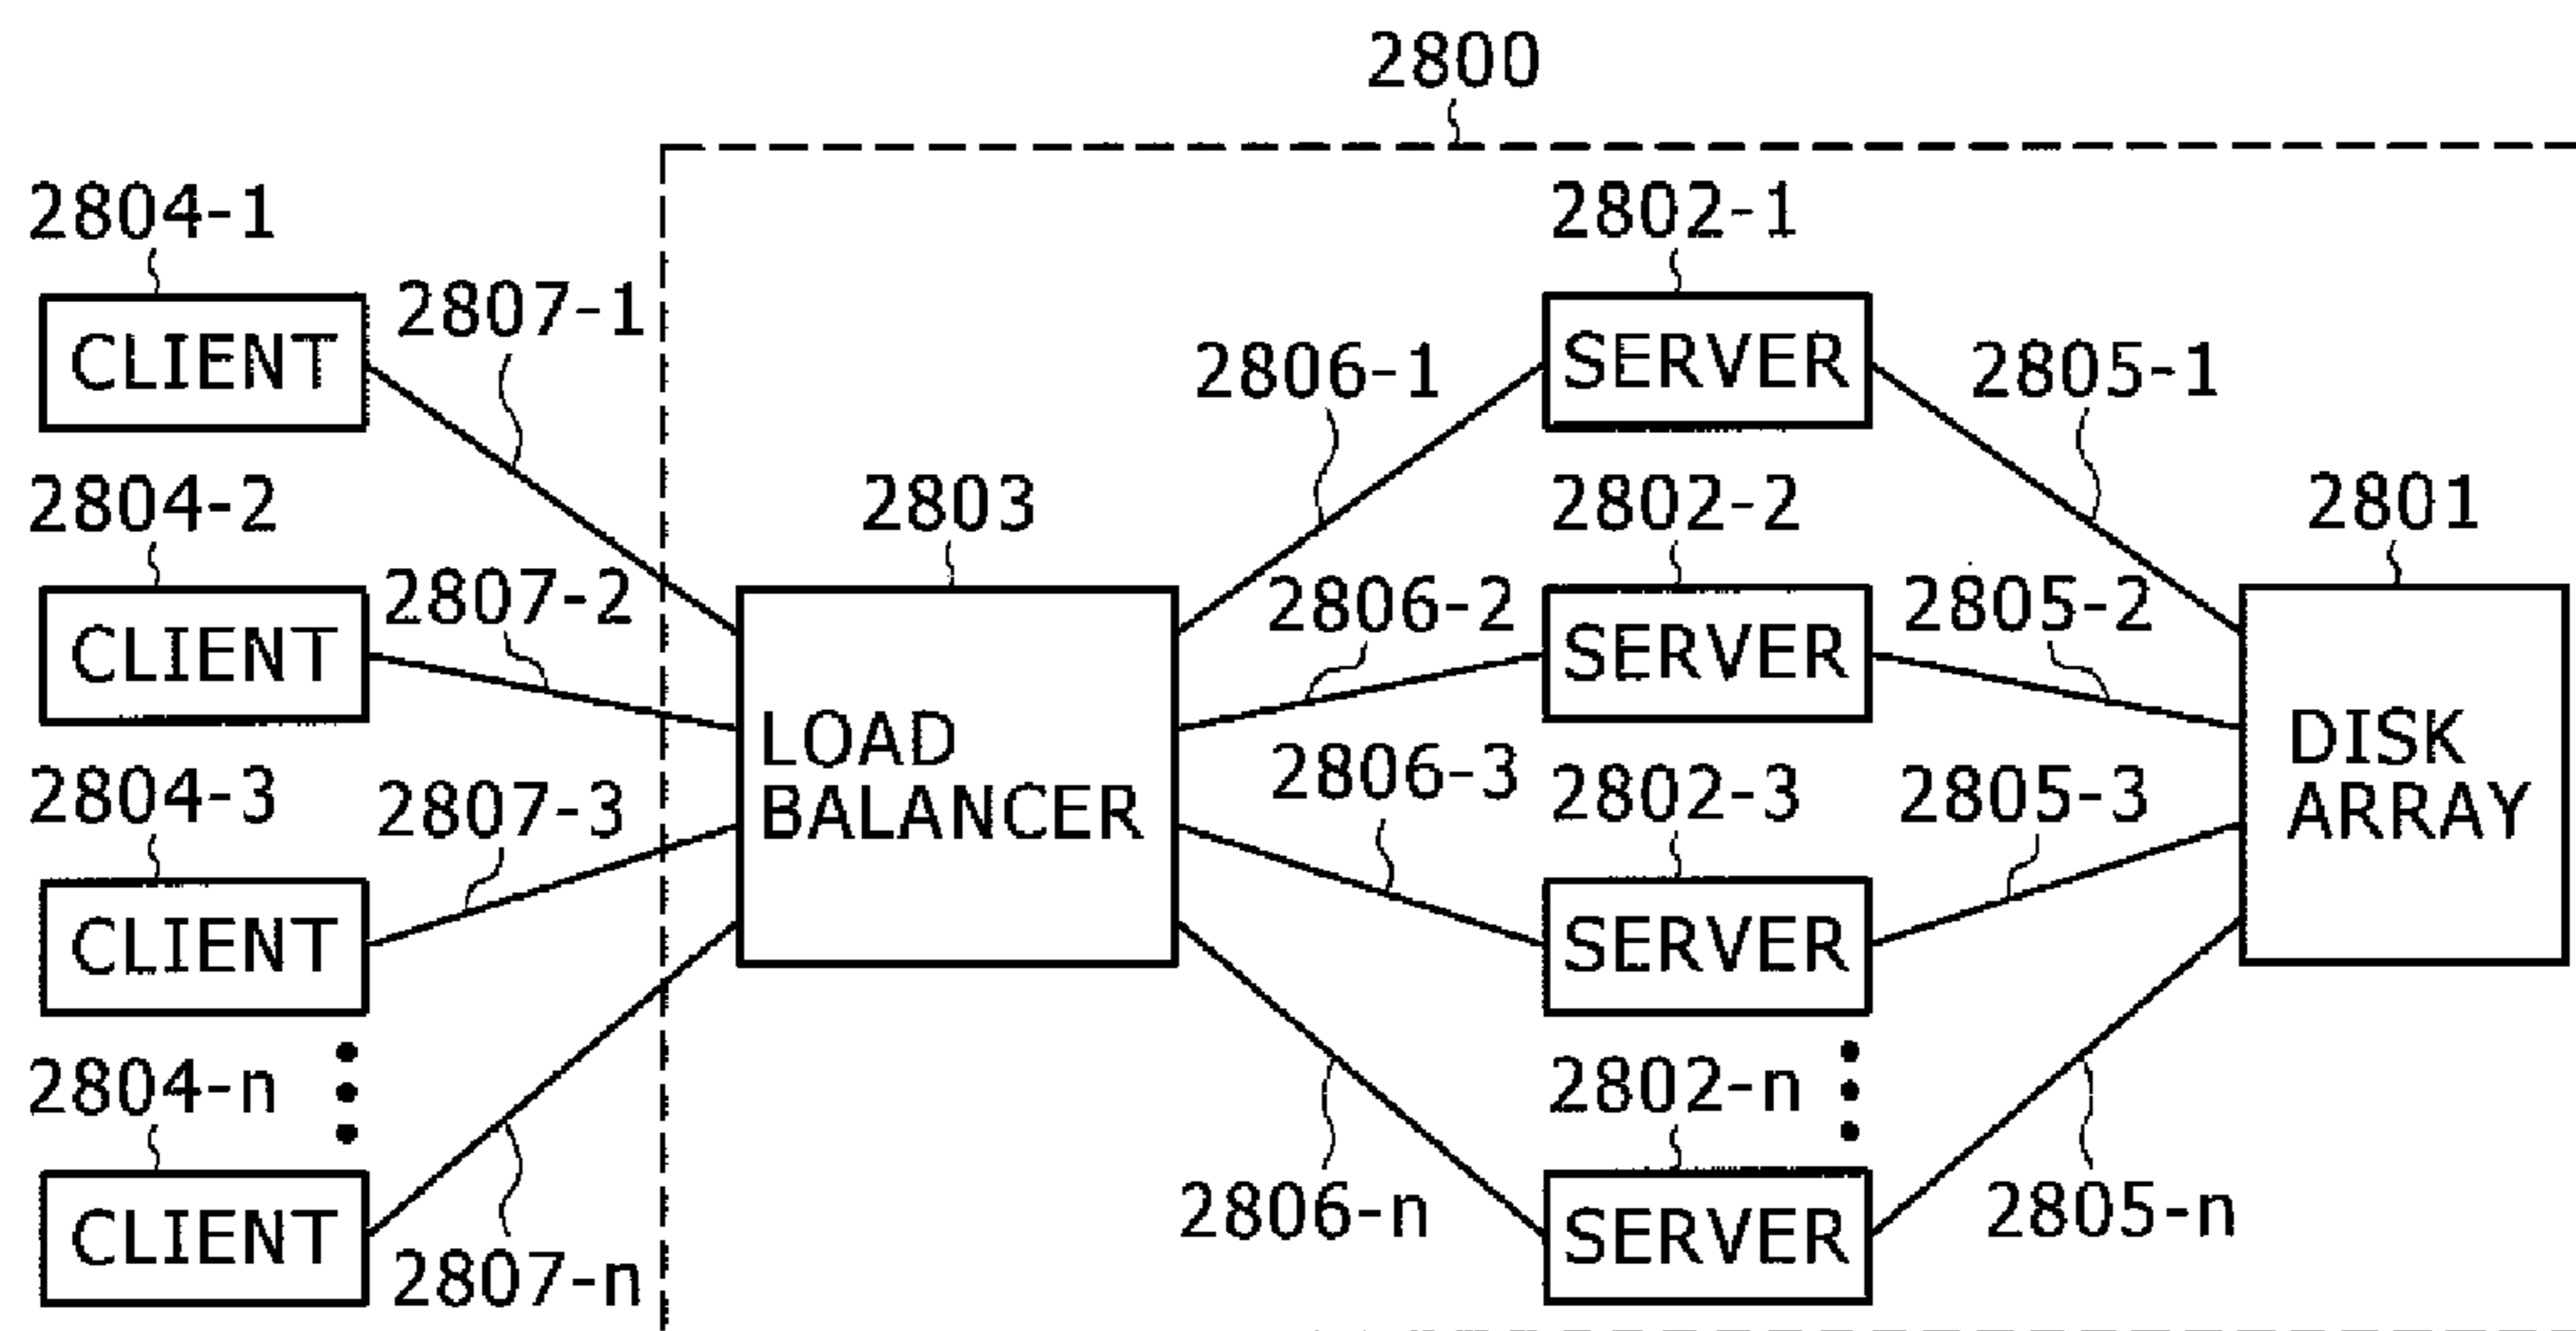 2800
2804-1
2802-1
CLIENT
2807-1
2806-1
SERVER
2805-1
2804-2
2803
2802-2
2801
CLIENT
2807-2
2806-2
SERVER
2805-2
LOAD
BALANCER
DISK
ARRAY
2804-3
2807-3
2806-3
2802-3
2805-3
CLIENT
SERVER
2804-n
2802-n
CLIENT
2807-n
2806-n
SERVER
2805-n